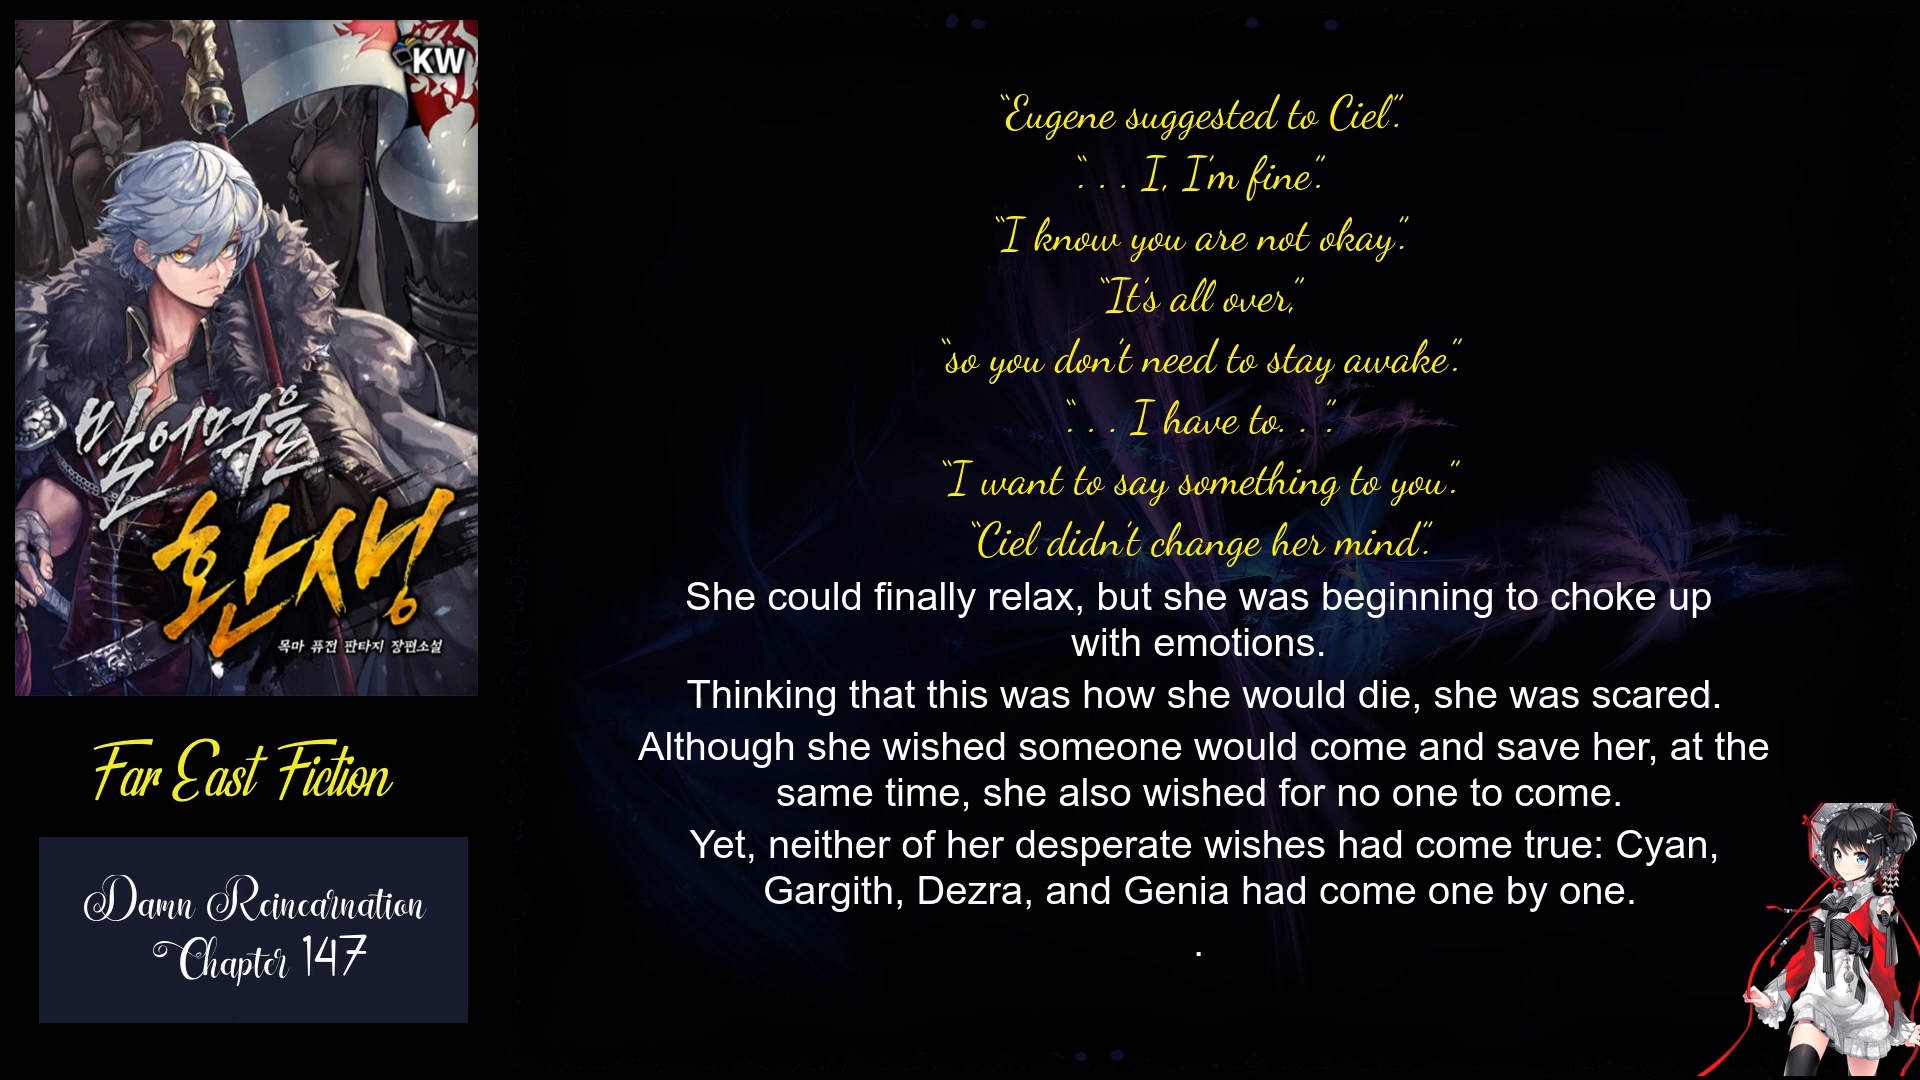 KW
빌어먹을
환생
목마 퓨전 판타지 장편소설
Far East Fiction
Damn Reincarnation
Chapter 147
“Eugene suggested to Ciel”.
“. . . I, I’m fine”.
“I know you are not okay”.
“It’s all over,”
“so you don’t need to stay awake”.
“. . . I have to. . .”.
“I want to say something to you”.
“Ciel didn’t change her mind”.
She could finally relax, but she was beginning to choke up
with emotions.
Thinking that this was how she would die, she was scared.
Although she wished someone would come and save her, at the
same time, she also wished for no one to come.
Yet, neither of her desperate wishes had come true: Cyan,
Gargith, Dezra, and Genia had come one by one.
.